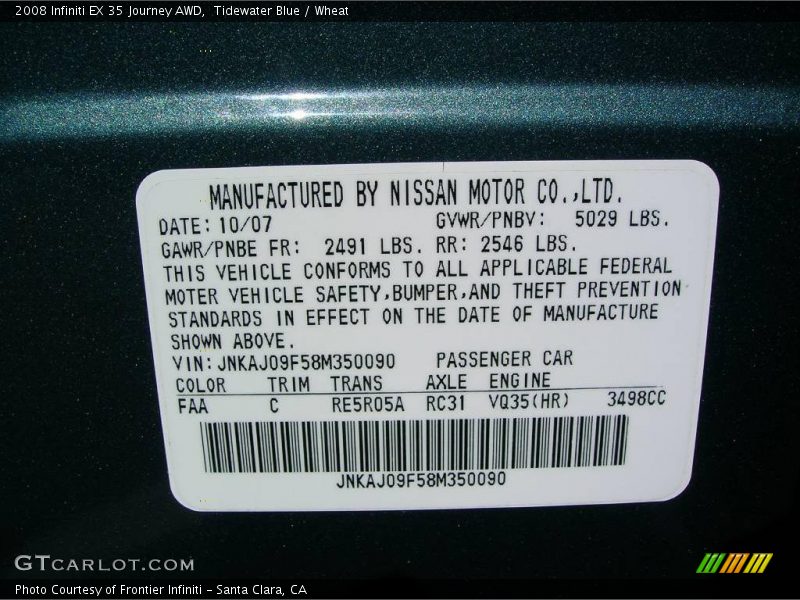 2008 Infiniti EX 35 Journey AWD,  Tidewater Blue / Wheat
MANUFACTURED BY NISSAN MOTOR CO.,LTD.
DATE: 10/07 GVWR/PNBV: 5029 LBS.
GAWR/PNBE FR: 2491 LBS. RR: 2546 LBS.
THIS VEHICLE CONFORMS TO ALL APPLICABLE FEDERAL
MOTER VEHICLE SAFETY,BUMPER,AND THEFT PREVENTION
STANDARDS IN EFFECT ON THE DATE OF MANUFACTURE
SHOWN ABOVE.
VIN: JNKAJ09F58M350090 PASSENGER CAR
COLOR TRIM TRANS AXLE ENGINE
FAA C RE5R05A RC31 VQ35(HR) 3498CC
JNKAJ09F58M350090
GTCARLOT.COM
Photo Courtesy of Frontier Infiniti - Santa Clara, CA